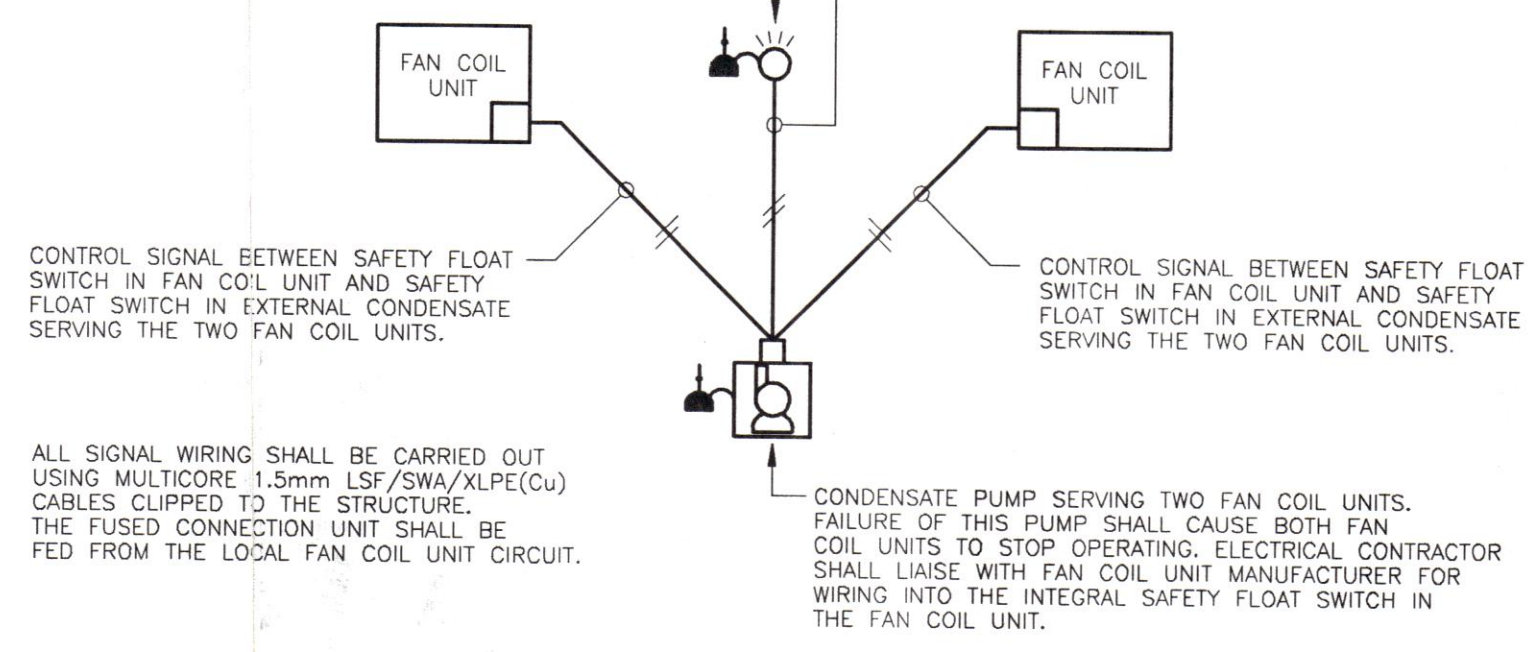 FAN COIL
UNIT
FAN COIL
UNIT
CONTROL SIGNAL BETWEEN SAFETY FLOAT
SWITCH IN FAN COIL UNIT AND SAFETY
FLOAT SWITCH IN EXTERNAL CONDENSATE
SERVING THE TWO FAN COIL UNITS.
CONTROL SIGNAL BETWEEN SAFETY FLOAT
SWITCH IN FAN COIL UNIT AND SAFETY
FLOAT SWITCH IN EXTERNAL CONDENSATE
SERVING THE TWO FAN COIL UNITS.
ALL SIGNAL WIRING SHALL BE CARRIED OUT
USING MULTICORE 1.5mm LSF/SWA/XLPE(Cu)
CABLES CLIPPED TO THE STRUCTURE.
THE FUSED CONNECTION UNIT SHALL BE
FED FROM THE LOCAL FAN COIL UNIT CIRCUIT.
CONDENSATE PUMP SERVING TWO FAN COIL UNITS.
FAILURE OF THIS PUMP SHALL CAUSE BOTH FAN
COIL UNITS TO STOP OPERATING. ELECTRICAL CONTRACTOR
SHALL LIAISE WITH FAN COIL UNIT MANUFACTURER FOR
WIRING INTO THE INTEGRAL SAFETY FLOAT SWITCH IN
THE FAN COIL UNIT.